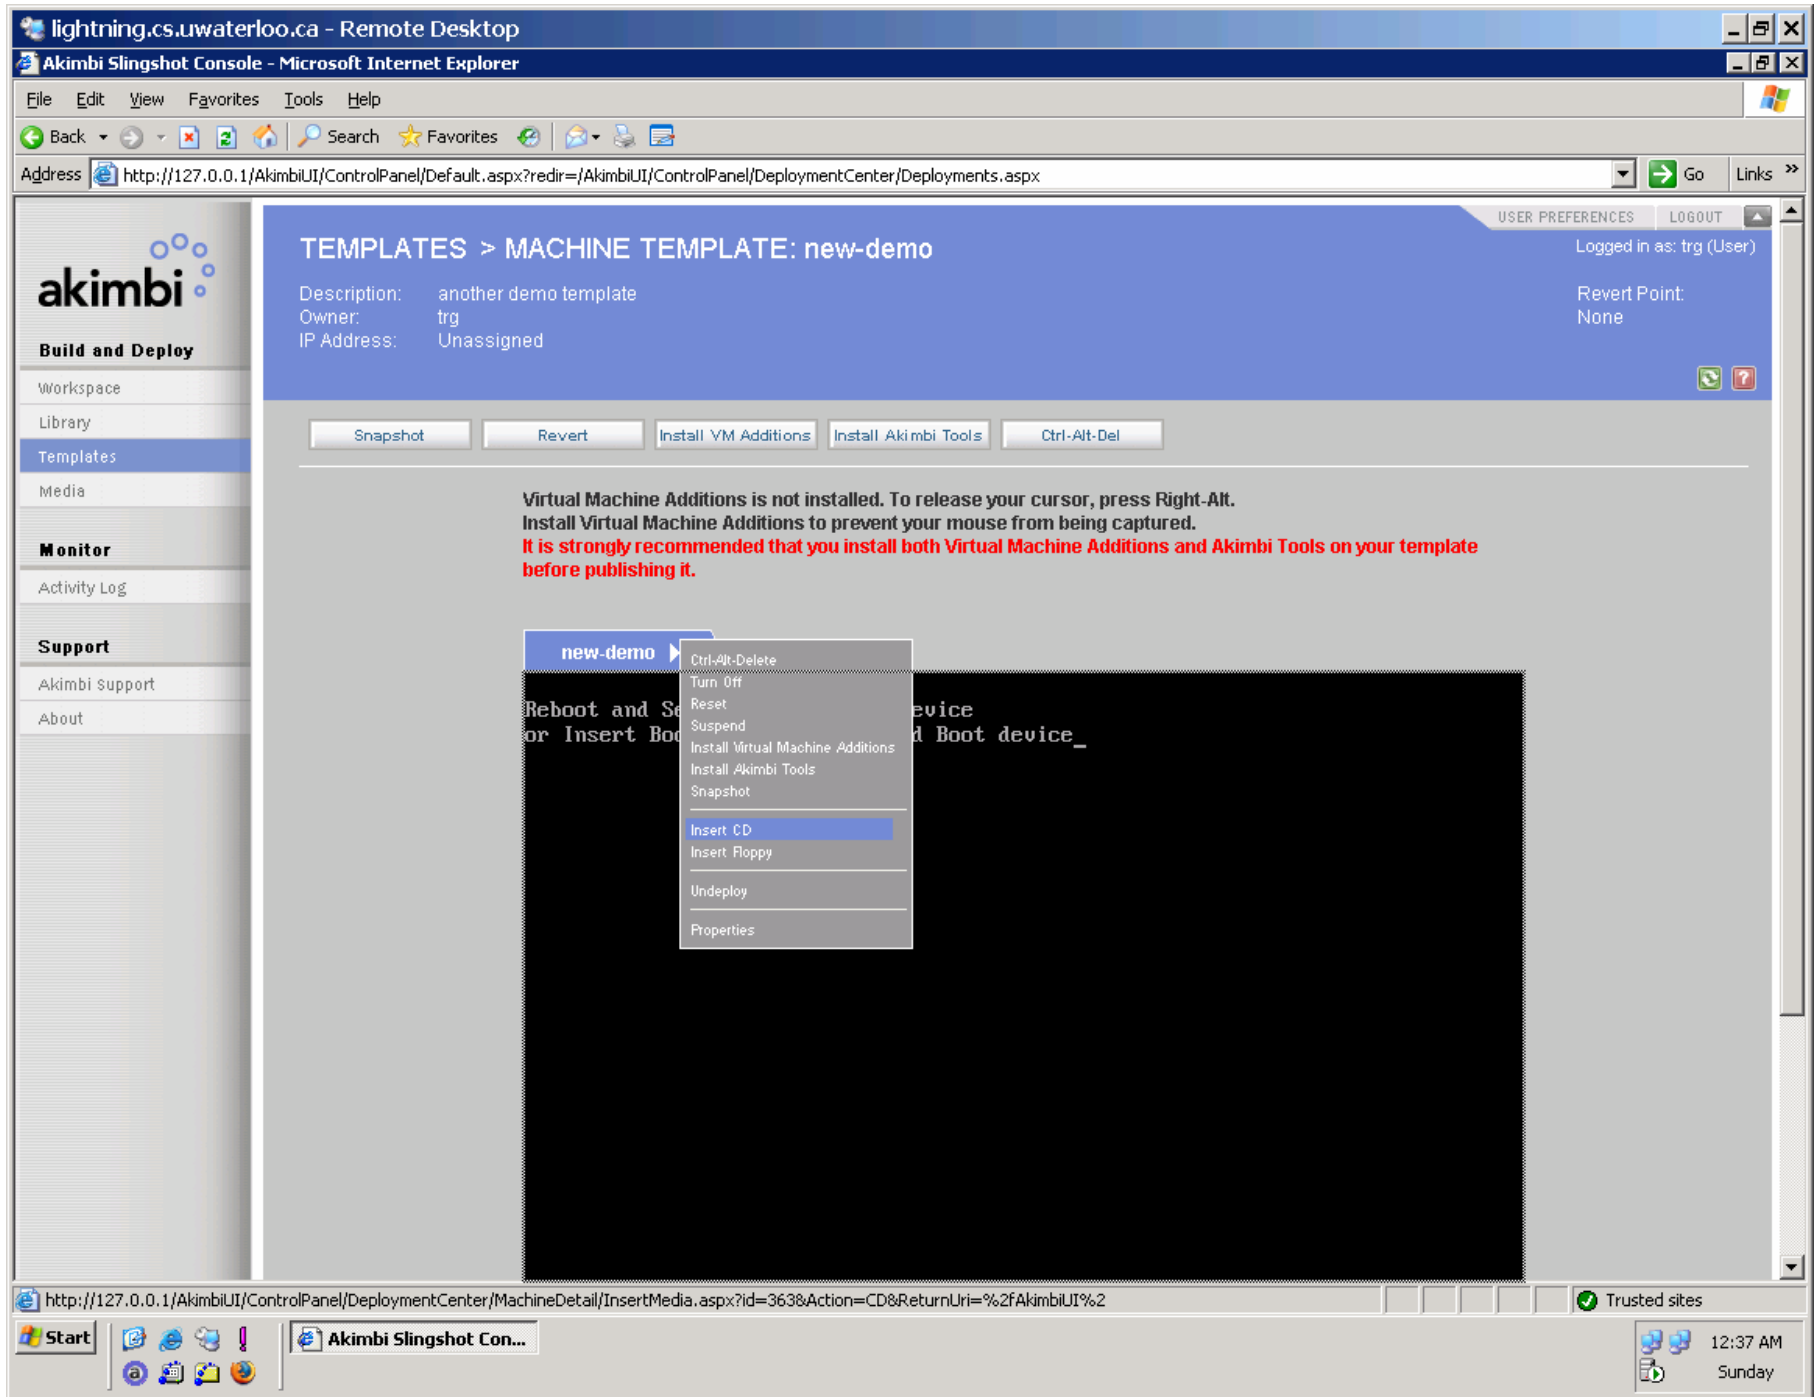 lightning.cs.uwaterloo.ca - Remote Desktop
Akimbi Slingshot Console - Microsoft Internet Explorer
File Edit View Favorites Tools Help
Back Search Favorites
Address http://127.0.0.1/AkimbiUI/ControlPanel/Default.aspx?redir=/AkimbiUI/ControlPanel/DeploymentCenter/Deployments.aspx Go Links »
USER PREFERENCES LOGOUT
akimbi
TEMPLATES > MACHINE TEMPLATE: new-demo
Logged in as: trg (User)
Description: another demo template
Owner: trg
IP Address: Unassigned
Revert Point:
None
Build and Deploy
Workspace
Library
Templates
Media
Monitor
Activity Log
Support
Akimbi Support
About
Snapshot Revert Install VM Additions Install Akimbi Tools Ctrl-Alt-Del
Virtual Machine Additions is not installed. To release your cursor, press Right-Alt.
Install Virtual Machine Additions to prevent your mouse from being captured.
It is strongly recommended that you install both Virtual Machine Additions and Akimbi Tools on your template
before publishing it.
new-demo
Reboot and Se evice
or Insert Boo d Boot device_
Ctrl-Alt-Delete
Turn Off
Reset
Suspend
Install Virtual Machine Additions
Install Akimbi Tools
Snapshot
Insert CD
Insert Floppy
Undeploy
Properties
http://127.0.0.1/AkimbiUI/ControlPanel/DeploymentCenter/MachineDetail/InsertMedia.aspx?id=363&Action=CD&ReturnUri=%2fAkimbiUI%2 Trusted sites
Start Akimbi Slingshot Con... 12:37 AM
Sunday